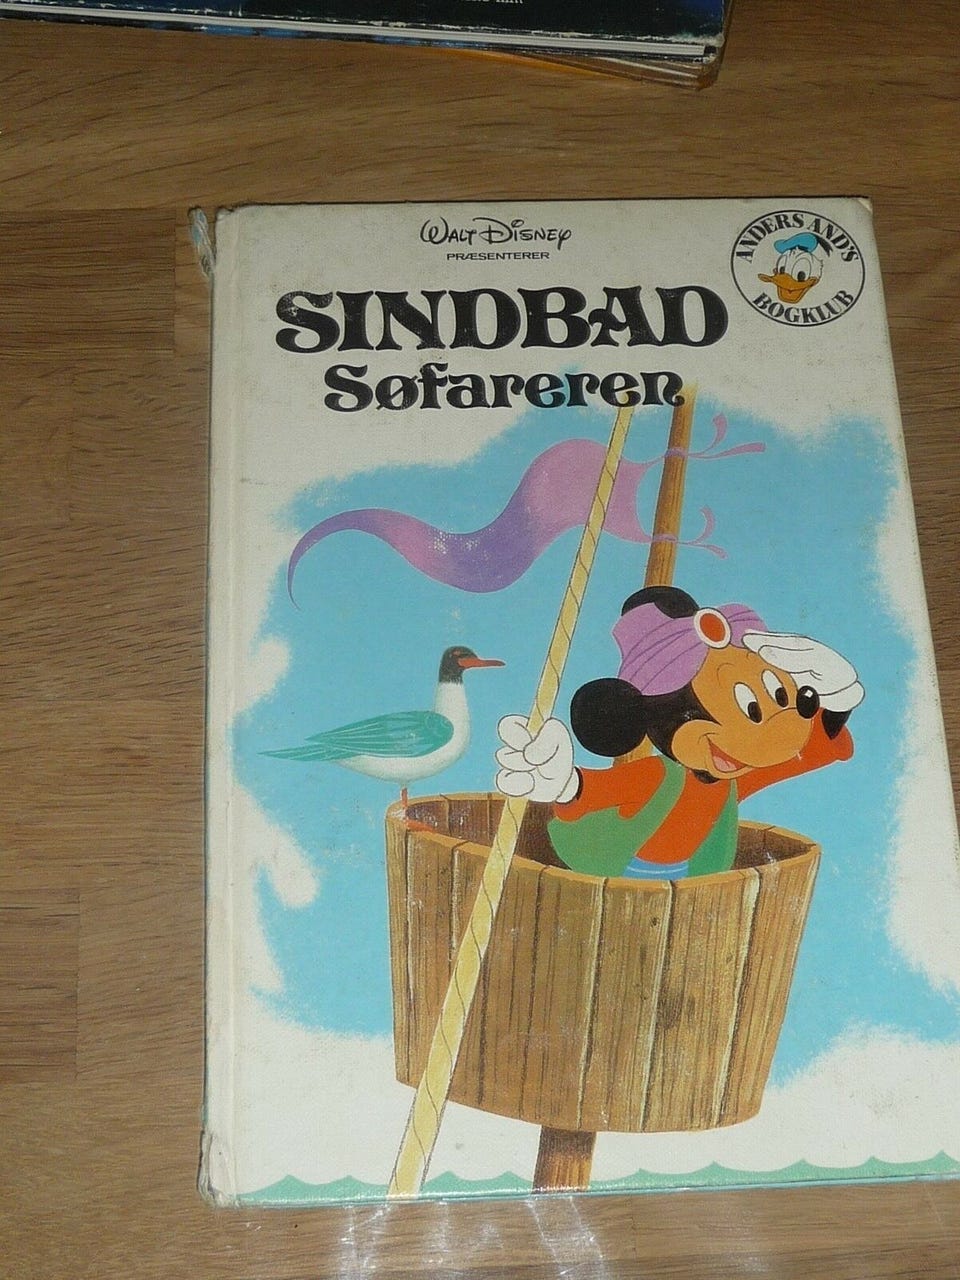 WALT DISNEY
PRÆSENTERER
SINDBAD
Søfareren
ANDERS AND'S
BOGKLUB